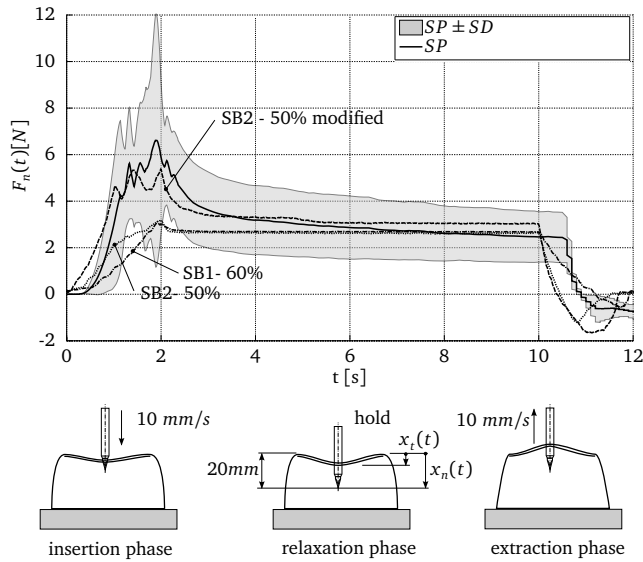 12
10
8
6
4
2
0
-2
F_n(t)[N]
SP ± SD
SP
SB2 - 50% modified
SB1- 60%
SB2- 50%
0 2 4 6 8 10 12
t [s]
10 mm/s
hold
x_t(t)
20mm
x_n(t)
10 mm/s
insertion phase
relaxation phase
extraction phase